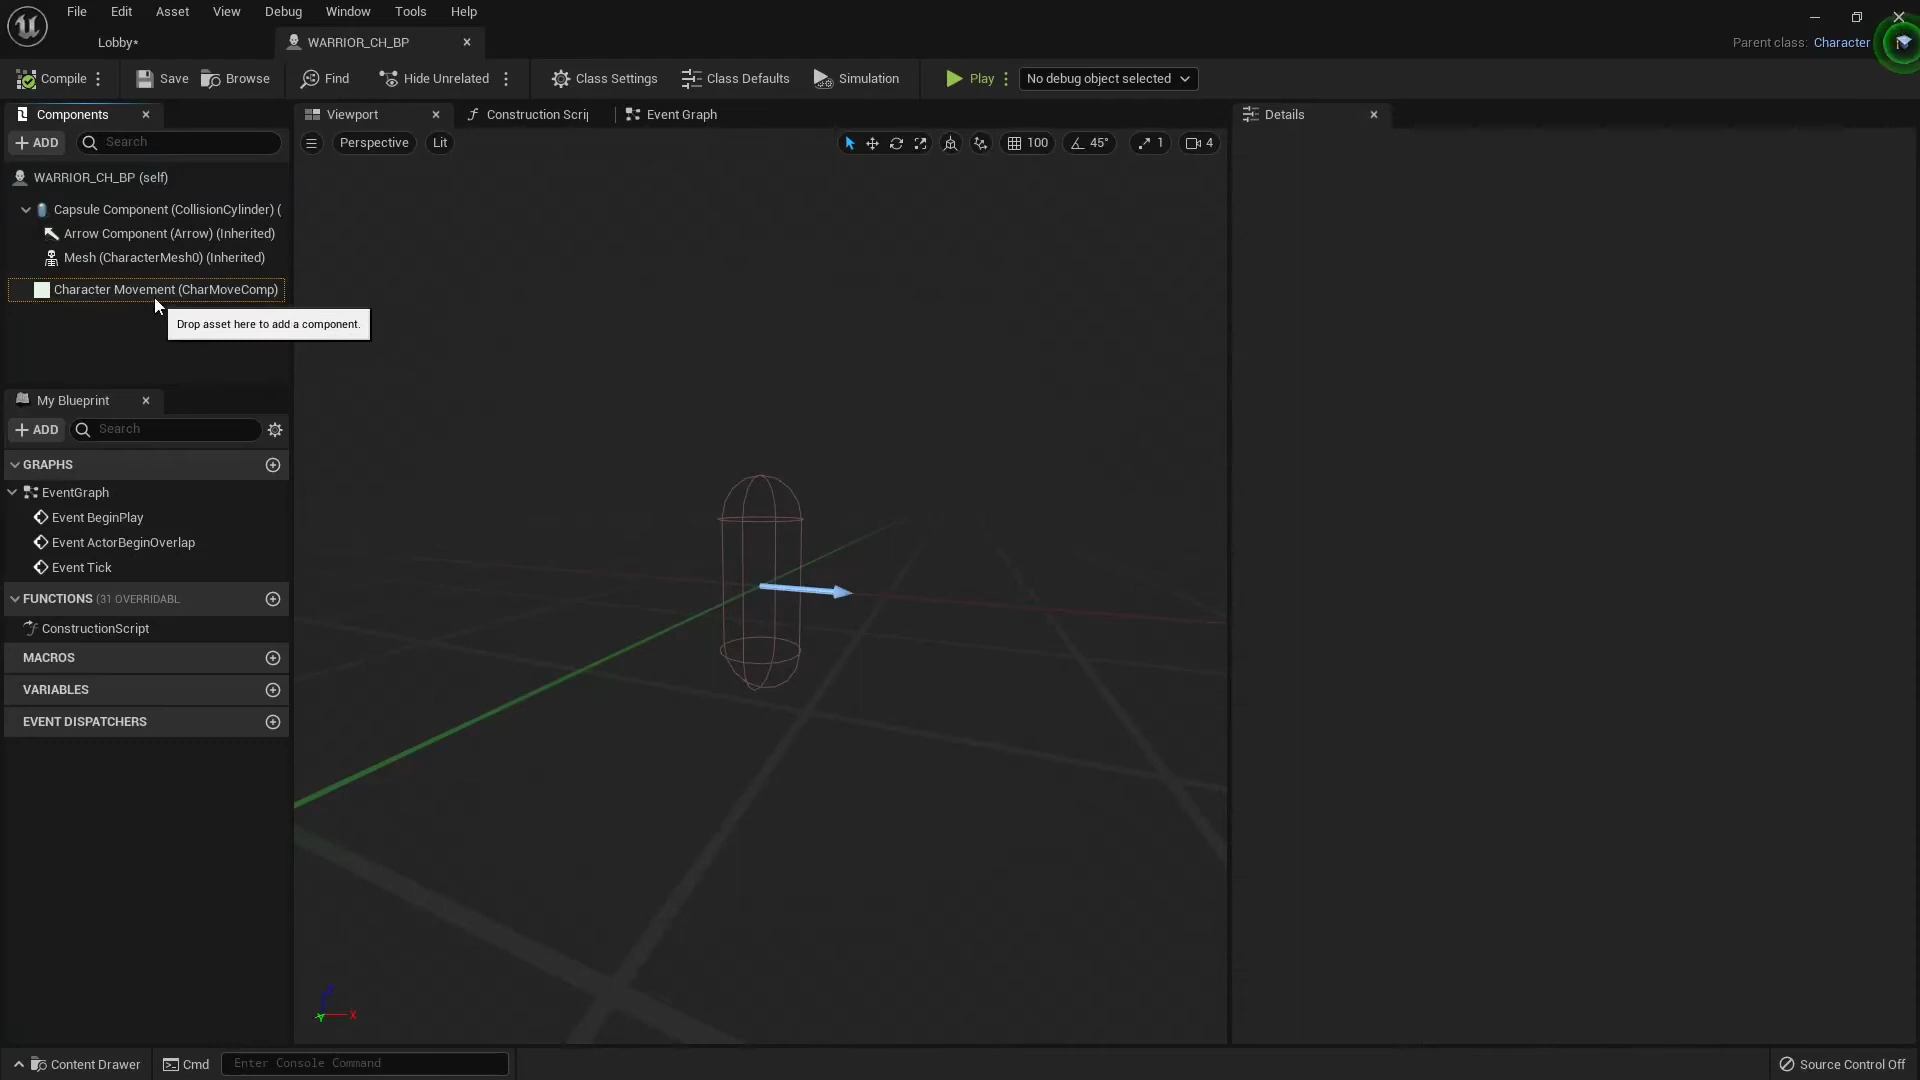 File Edit Asset View Debug Window Tools Help
Lobby*
WARRIOR_CH_BP
Parent class: Character
Compile
Save
Browse
Find
Hide Unrelated
Class Settings
Class Defaults
Simulation
Play
No debug object selected
Components
Viewport
Construction Scrip
Event Graph
Details
ADD
Search
Perspective
Lit
100
45°
1
4
WARRIOR_CH_BP (self)
Capsule Component (CollisionCylinder) (
Arrow Component (Arrow) (Inherited)
Mesh (CharacterMesh0) (Inherited)
Character Movement (CharMoveComp)
Drop asset here to add a component.
My Blueprint
ADD
Search
GRAPHS
EventGraph
Event BeginPlay
Event ActorBeginOverlap
Event Tick
FUNCTIONS (31 OVERRIDABL
ConstructionScript
MACROS
VARIABLES
EVENT DISPATCHERS
Z
X
Y
Content Drawer
Cmd
Enter Console Command
Source Control Off